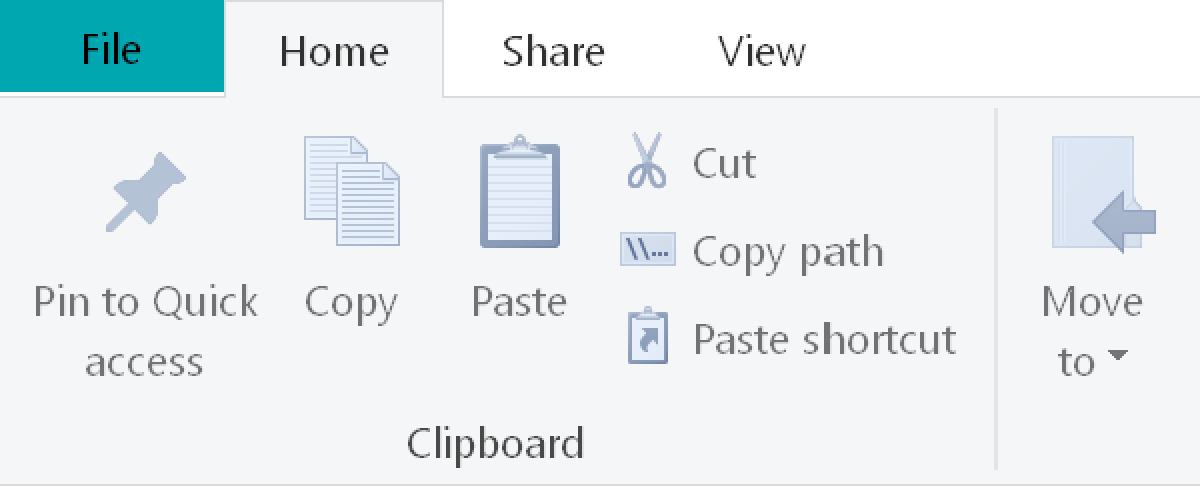 File
Home
Share
View
Pin to Quick
access
Copy
Paste
Cut
\\...
Copy path
Paste shortcut
Move
to
Clipboard